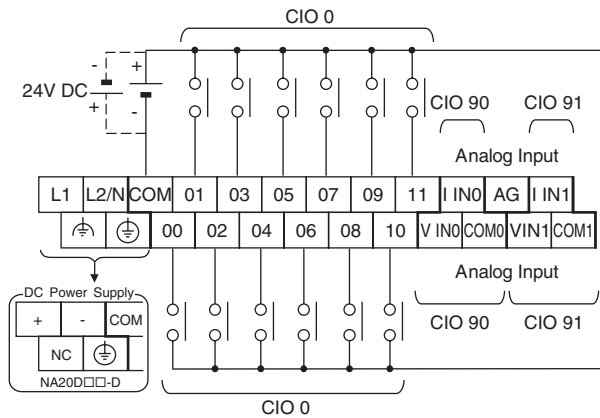 CIO 0
- +
24V DC
+ -
CIO 90 CIO 91
Analog Input
L1 L2/N COM 01 03 05 07 09 11 I IN0 AG I IN1
00 02 04 06 08 10 V IN0 COM0 VIN1 COM1
Analog Input
CIO 90 CIO 91
DC Power Supply
+ - COM
NC
NA20D□□-D
CIO 0